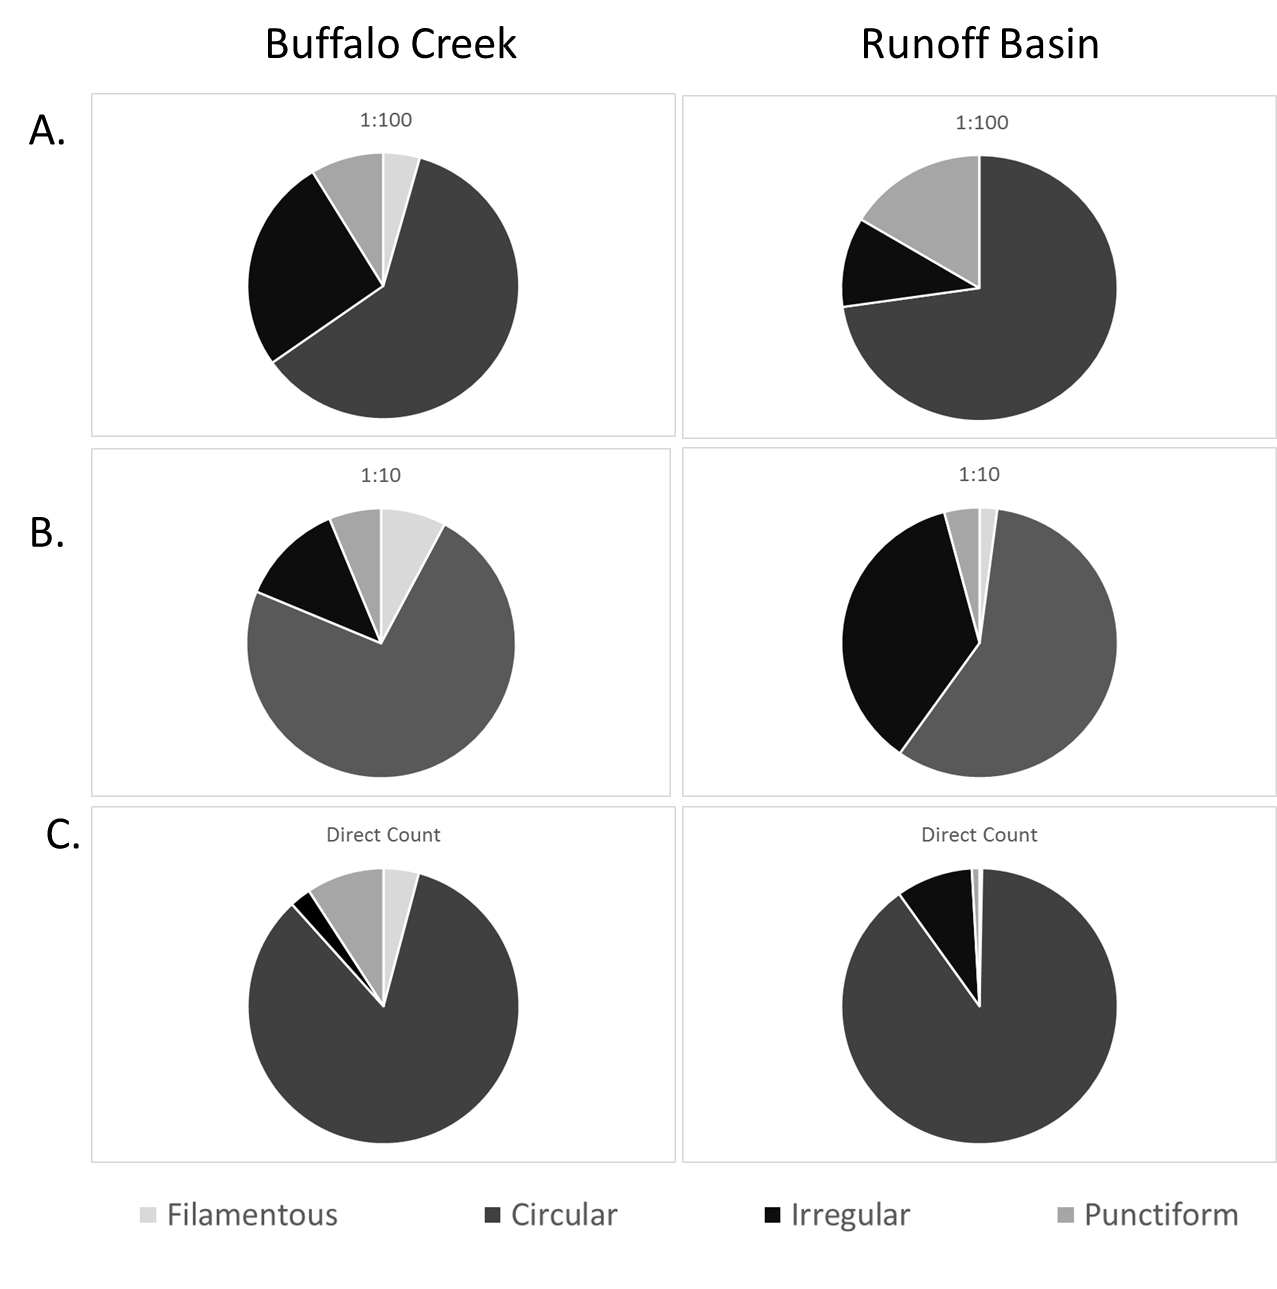 Buffalo Creek
Runoff Basin
A.
1:100
1:100
B.
1:10
1:10
C.
Direct Count
Direct Count
Filamentous
Circular
Irregular
Punctiform